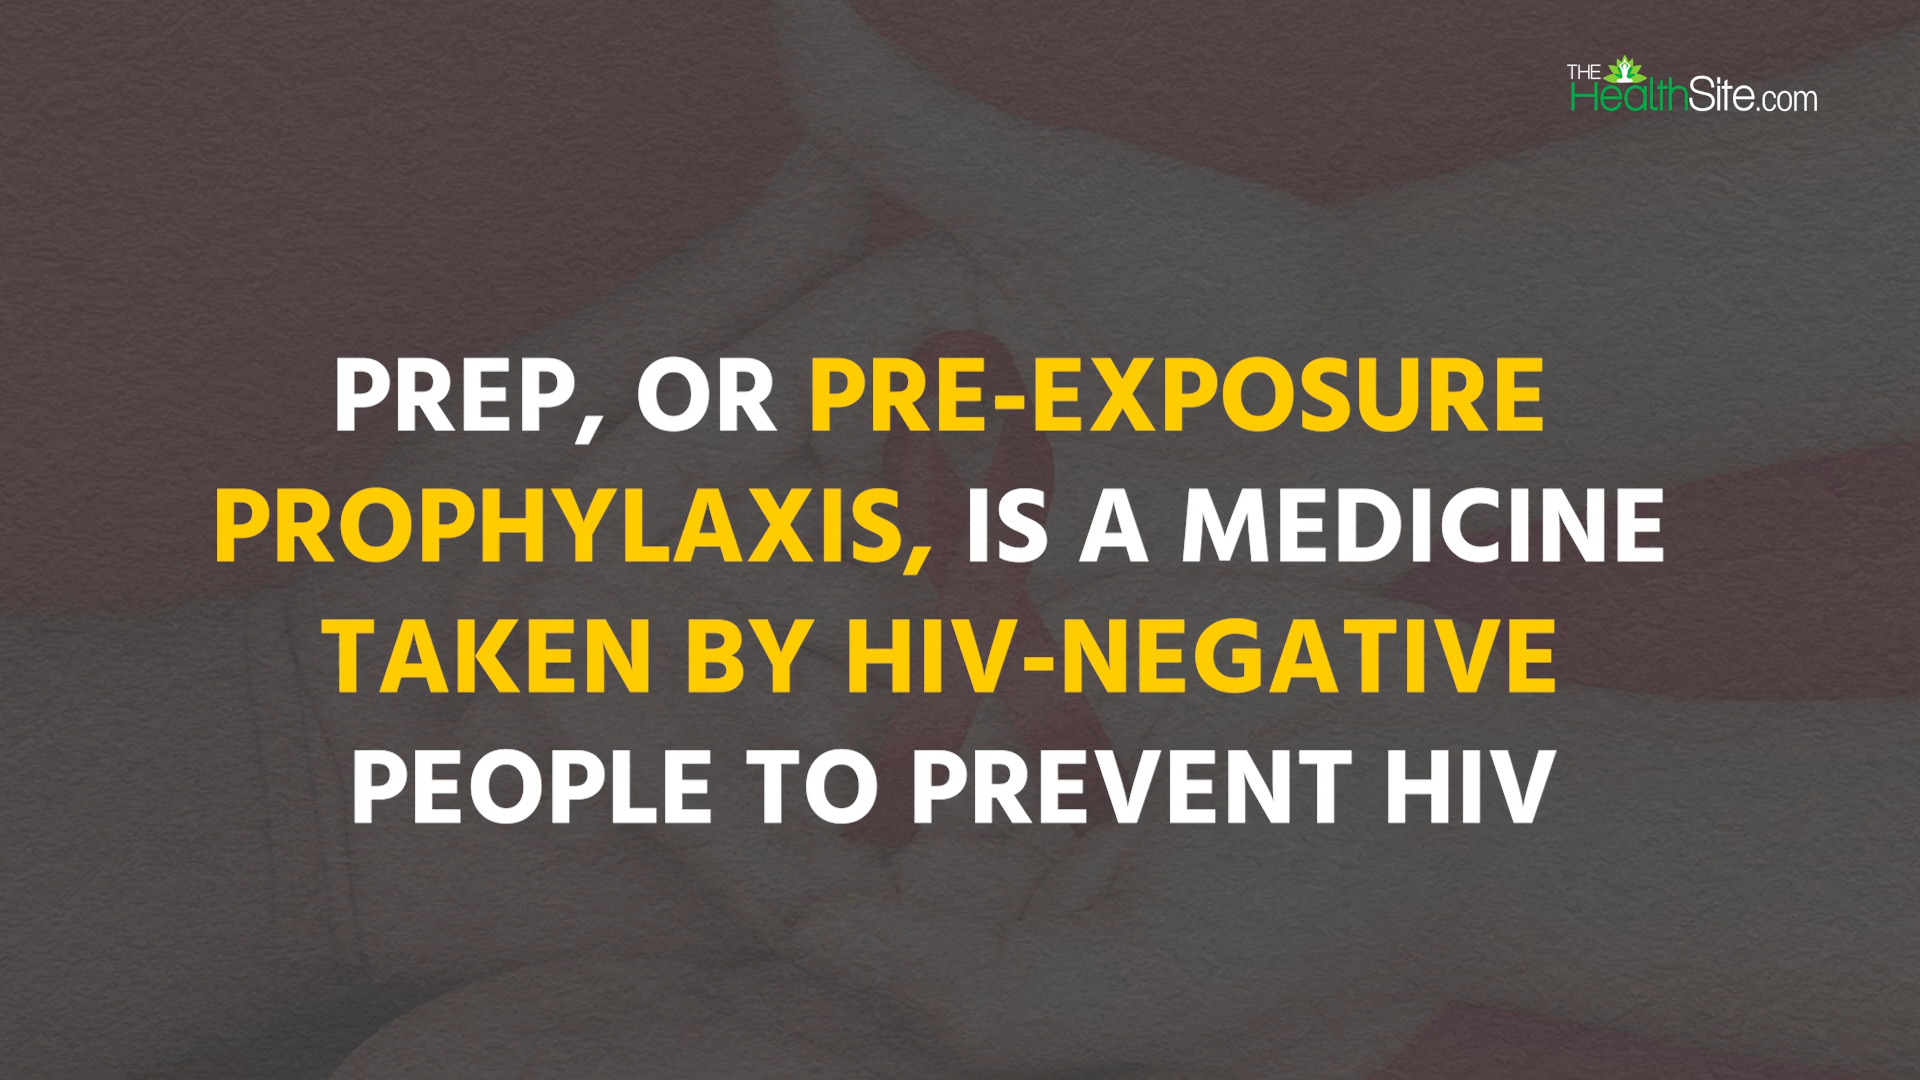 THE
HealthSite.com
PREP, OR PRE-EXPOSURE
PROPHYLAXIS, IS A MEDICINE
TAKEN BY HIV-NEGATIVE
PEOPLE TO PREVENT HIV